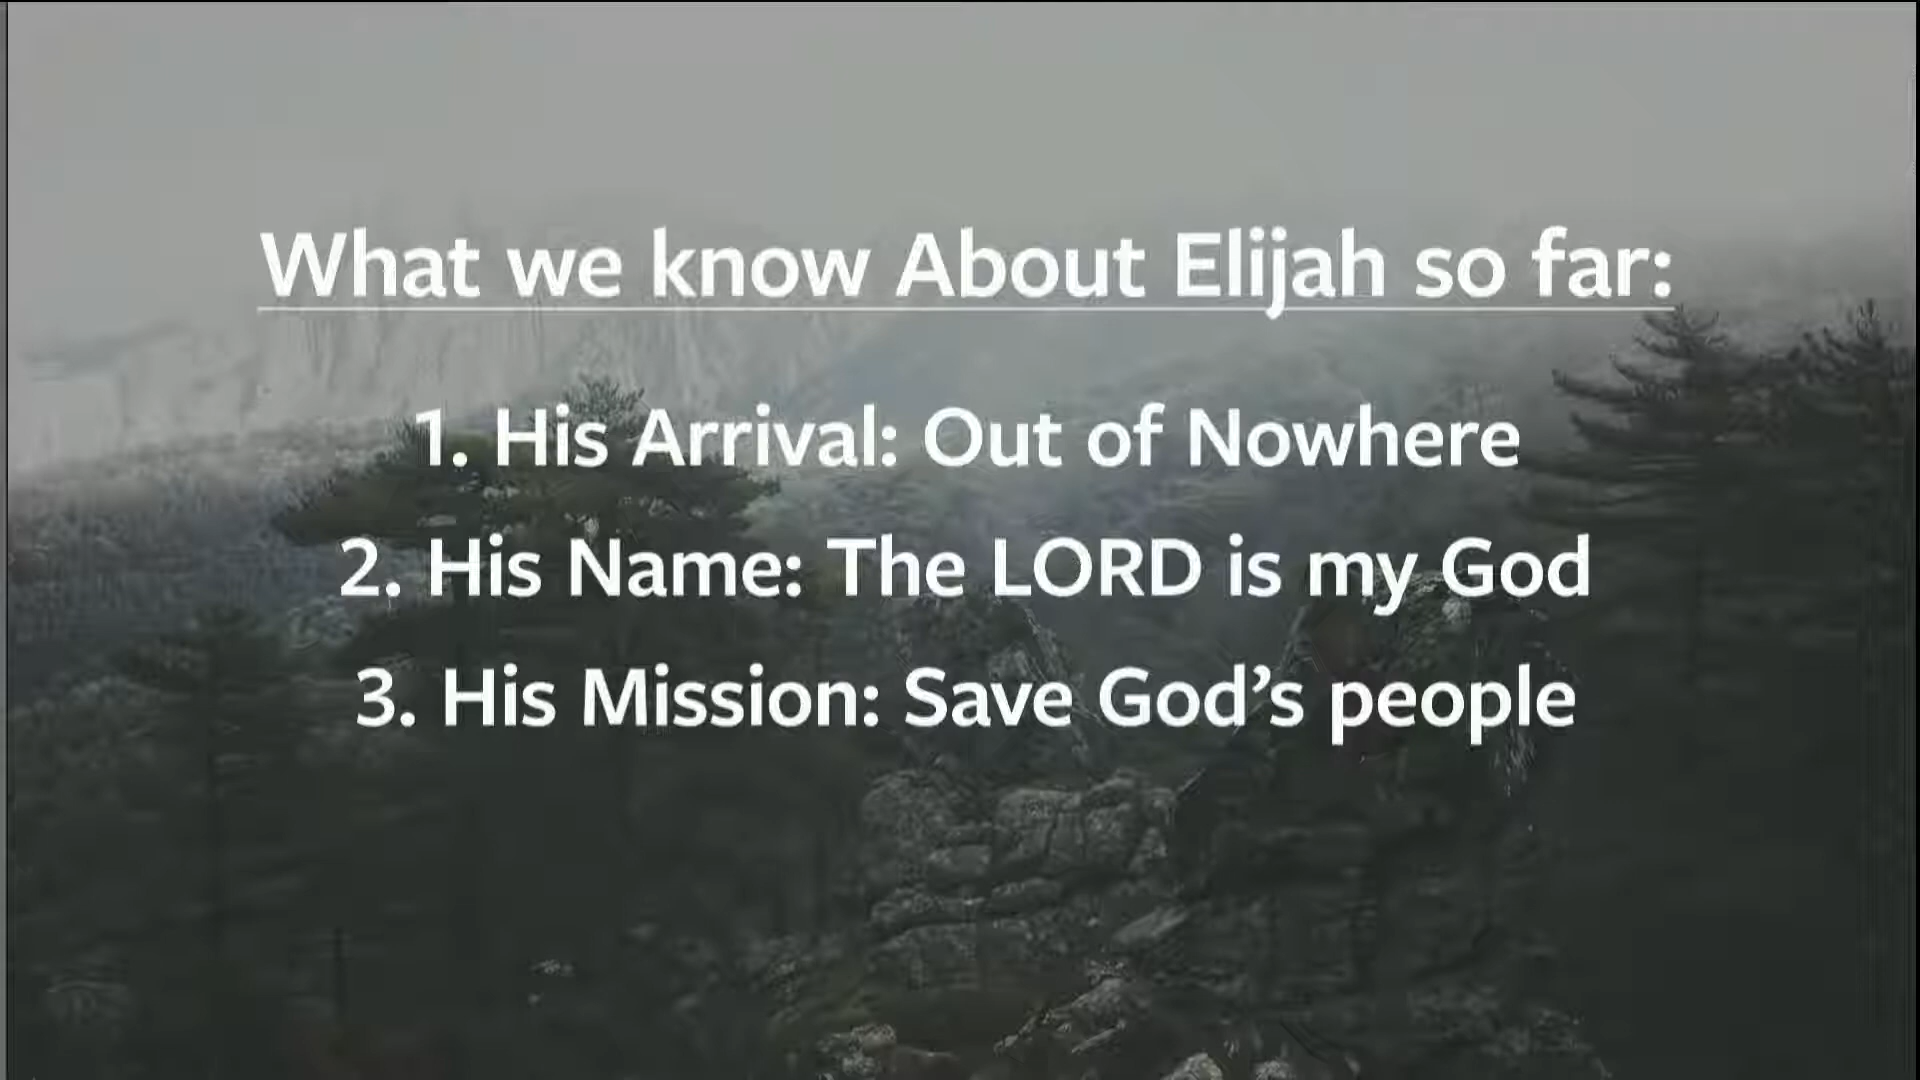 What we know About Elijah so far:
1. His Arrival: Out of Nowhere
2. His Name: The LORD is my God
3. His Mission: Save God’s people